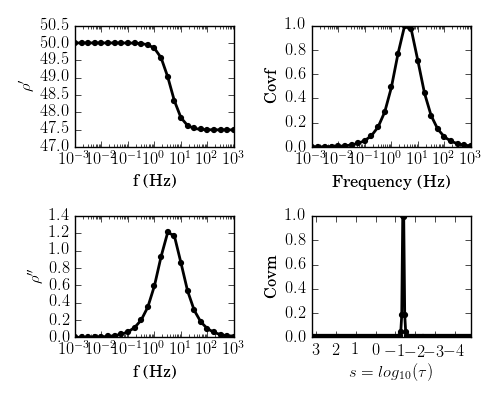 50.5
50.0
49.5
49.0
48.5
48.0
47.5
47.0
ρ′
10⁻³ 10⁻² 10⁻¹ 10⁰ 10¹ 10² 10³
f (Hz)
1.0
0.8
0.6
0.4
0.2
0.0
Covf
10⁻³ 10⁻² 10⁻¹ 10⁰ 10¹ 10² 10³
Frequency (Hz)
1.4
1.2
1.0
0.8
0.6
0.4
0.2
0.0
ρ″
10⁻³ 10⁻² 10⁻¹ 10⁰ 10¹ 10² 10³
f (Hz)
1.0
0.8
0.6
0.4
0.2
0.0
Covm
3 2 1 0 −1 −2 −3 −4
s = log₁₀(τ)